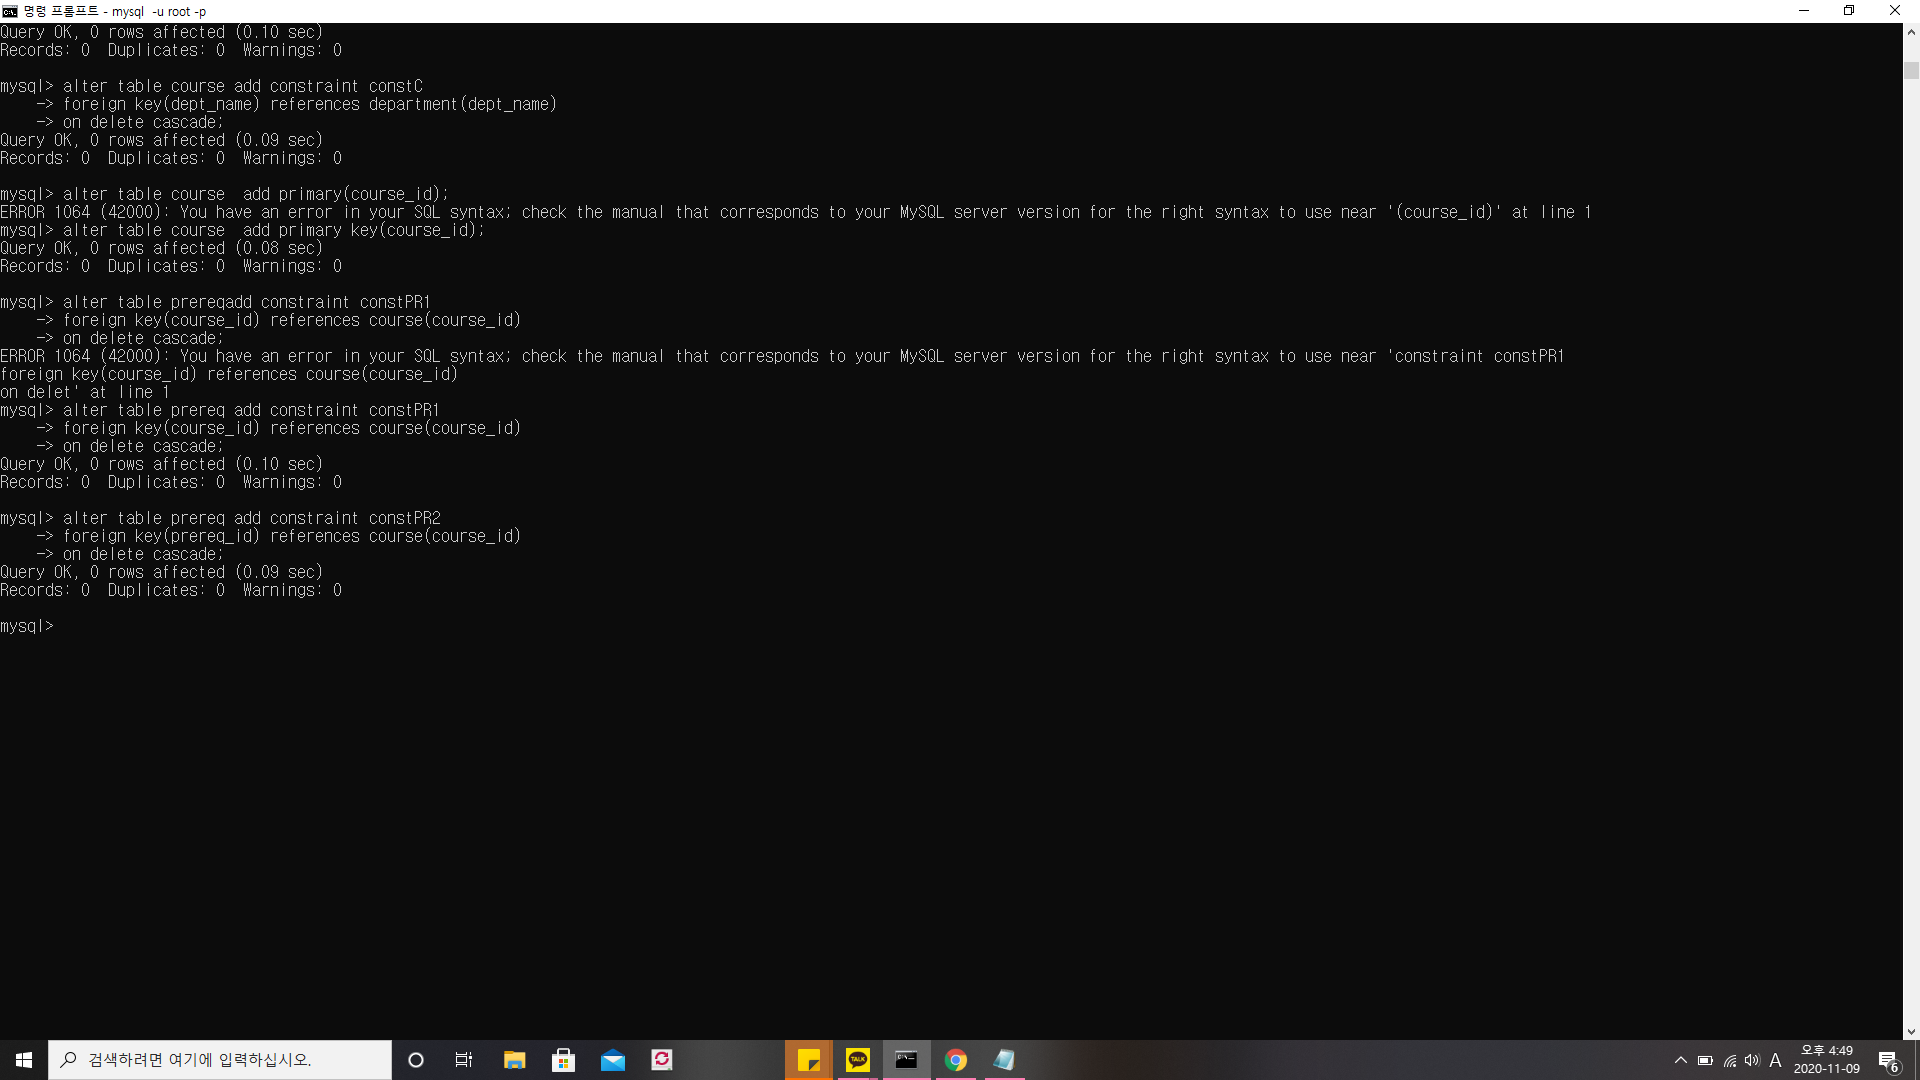 명령 프롬프트 - mysql  -u root -p
Query OK, 0 rows affected (0.10 sec)
Records: 0  Duplicates: 0  Warnings: 0
mysql> alter table course add constraint constC
    -> foreign key(dept_name) references department(dept_name)
    -> on delete cascade;
Query OK, 0 rows affected (0.09 sec)
Records: 0  Duplicates: 0  Warnings: 0
mysql> alter table course  add primary(course_id);
ERROR 1064 (42000): You have an error in your SQL syntax; check the manual that corresponds to your MySQL server version for the right syntax to use near '(course_id)' at line 1
mysql> alter table course  add primary key(course_id);
Query OK, 0 rows affected (0.08 sec)
Records: 0  Duplicates: 0  Warnings: 0
mysql> alter table prereqadd constraint constPR1
    -> foreign key(course_id) references course(course_id)
    -> on delete cascade;
ERROR 1064 (42000): You have an error in your SQL syntax; check the manual that corresponds to your MySQL server version for the right syntax to use near 'constraint constPR1
foreign key(course_id) references course(course_id)
on delet' at line 1
mysql> alter table prereq add constraint constPR1
    -> foreign key(course_id) references course(course_id)
    -> on delete cascade;
Query OK, 0 rows affected (0.10 sec)
Records: 0  Duplicates: 0  Warnings: 0
mysql> alter table prereq add constraint constPR2
    -> foreign key(prereq_id) references course(course_id)
    -> on delete cascade;
Query OK, 0 rows affected (0.09 sec)
Records: 0  Duplicates: 0  Warnings: 0
mysql>
검색하려면 여기에 입력하십시오.
TALK
A
오후 4:49
2020-11-09
6